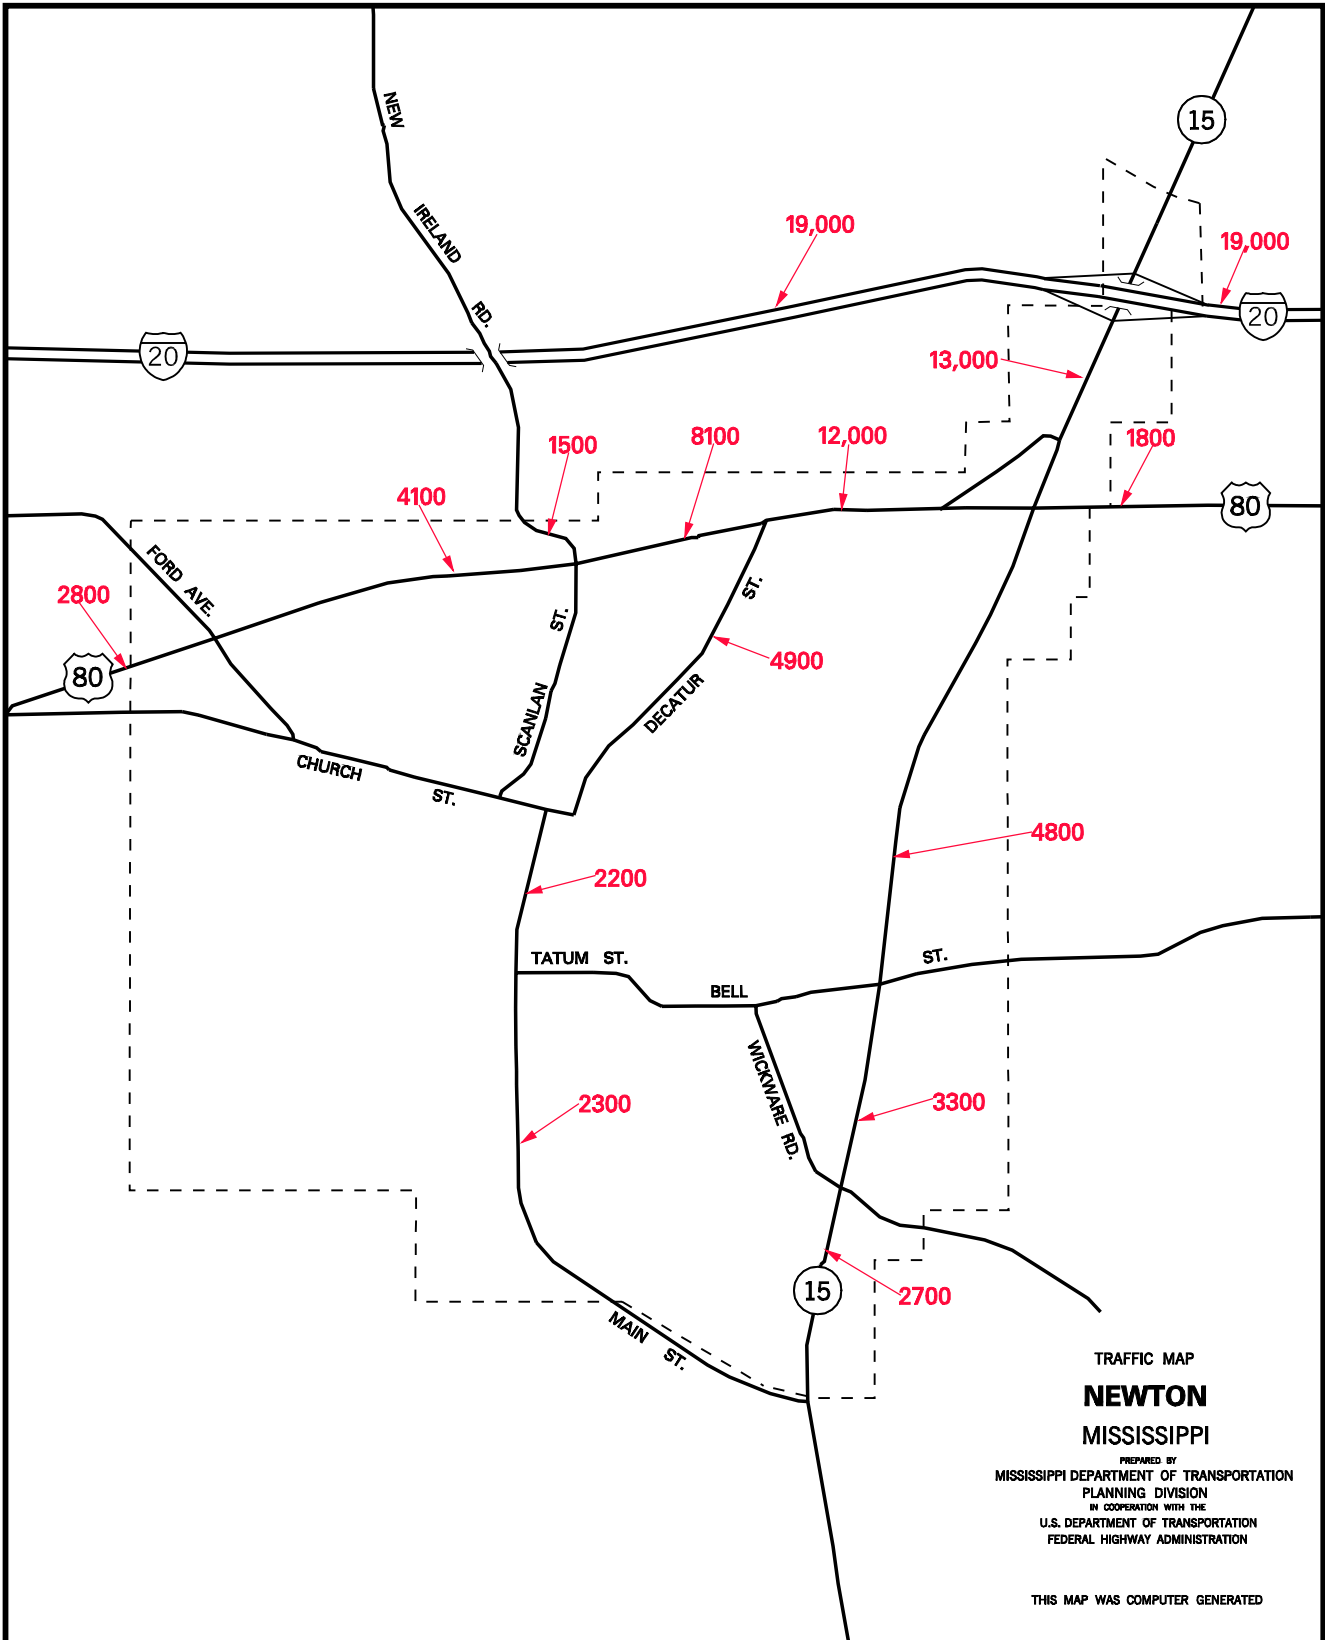 NEW
15
IRELAND
19,000
19,000
RD.
20
20
13,000
1500
8100
12,000
1800
4100
80
FORD AVE.
2800
ST.
ST.
4900
80
SCANLAN
DECATUR
CHURCH
ST.
4800
2200
TATUM ST.
ST.
BELL
WICKWARE RD.
2300
3300
15
2700
MAIN
ST.
TRAFFIC MAP
NEWTON
MISSISSIPPI
PREPARED BY
MISSISSIPPI DEPARTMENT OF TRANSPORTATION
PLANNING DIVISION
IN COOPERATION WITH THE
U.S. DEPARTMENT OF TRANSPORTATION
FEDERAL HIGHWAY ADMINISTRATION
THIS MAP WAS COMPUTER GENERATED